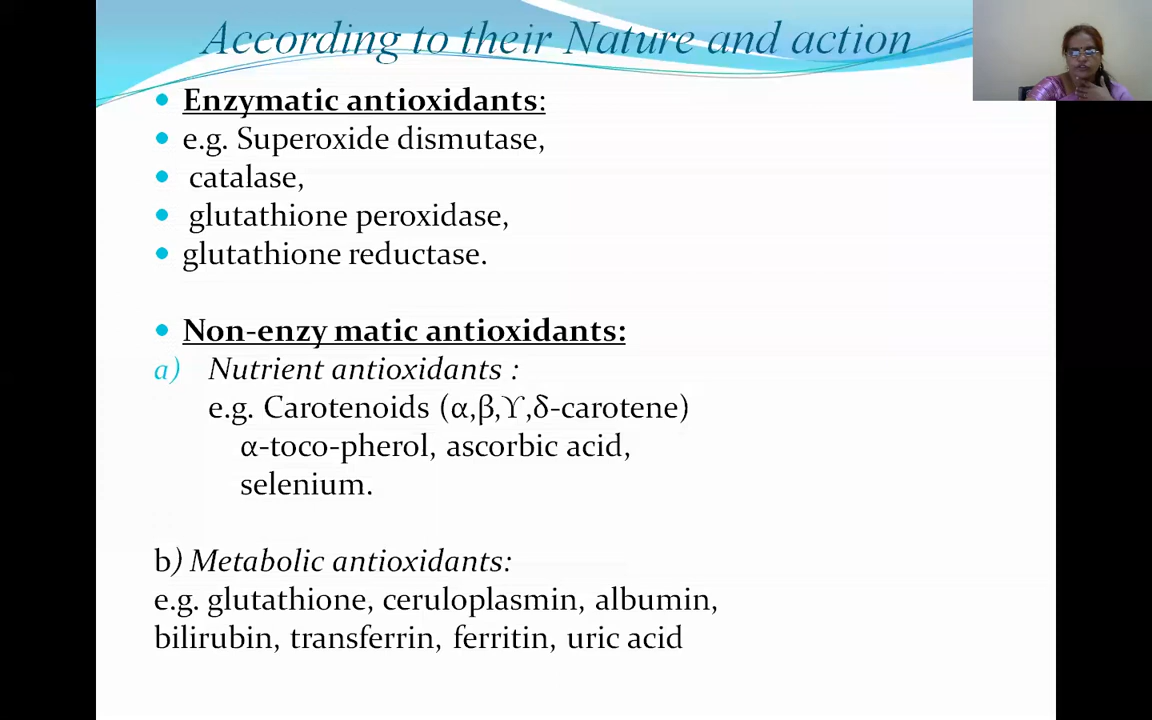 According to their Nature and action
Enzymatic antioxidants:
e.g. Superoxide dismutase,
catalase,
glutathione peroxidase,
glutathione reductase.
Non-enzy matic antioxidants:
a) Nutrient antioxidants :
e.g. Carotenoids (α,β,ϒ,δ-carotene)
α-toco-pherol, ascorbic acid,
selenium.
b) Metabolic antioxidants:
e.g. glutathione, ceruloplasmin, albumin,
bilirubin, transferrin, ferritin, uric acid